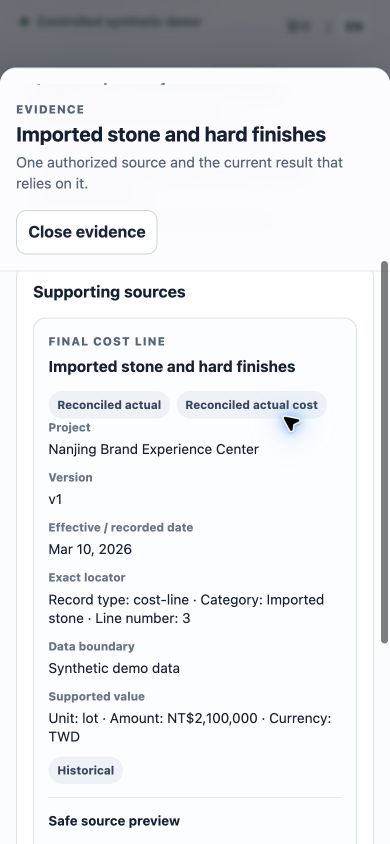 Controlled synthetic demo
EN
EVIDENCE
Imported stone and hard finishes
One authorized source and the current result that
relies on it.
Close evidence
Supporting sources
FINAL COST LINE
Imported stone and hard finishes
Reconciled actual
Reconciled actual cost
Project
Nanjing Brand Experience Center
Version
v1
Effective / recorded date
Mar 10, 2026
Exact locator
Record type: cost-line · Category: Imported
stone · Line number: 3
Data boundary
Synthetic demo data
Supported value
Unit: lot · Amount: NT$2,100,000 · Currency:
TWD
Historical
Safe source preview